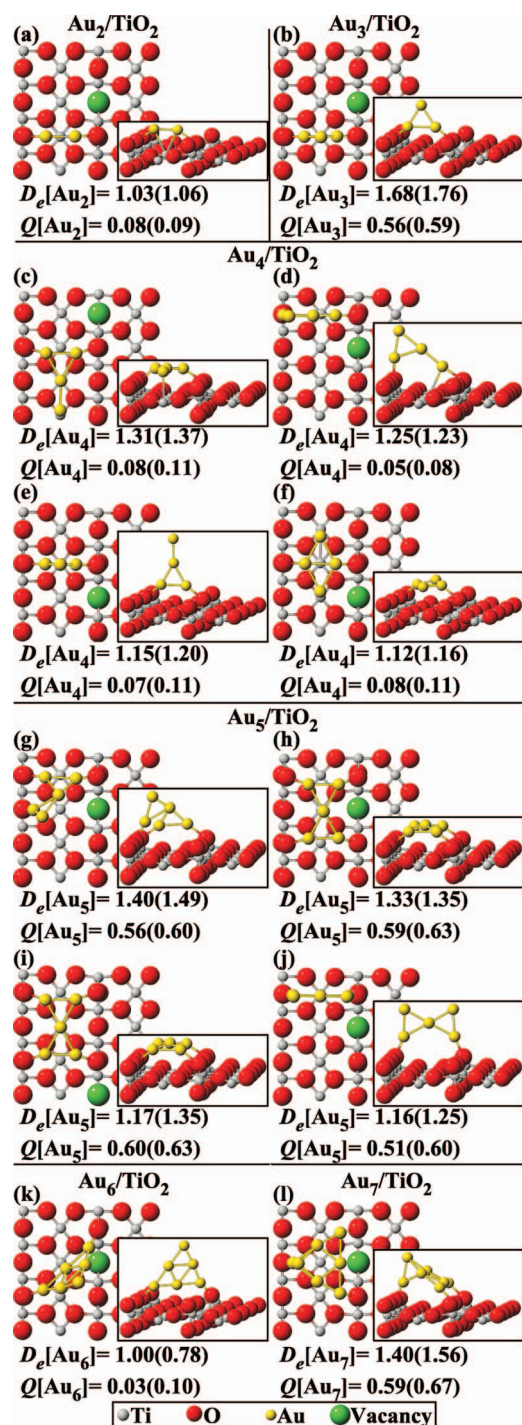 Au2/TiO2 Au3/TiO2
(a) (b)
De[Au2]= 1.03(1.06) De[Au3]= 1.68(1.76)
Q[Au2]= 0.08(0.09) Q[Au3]= 0.56(0.59)
Au4/TiO2
(c) (d)
De[Au4]= 1.31(1.37) De[Au4]= 1.25(1.23)
Q[Au4]= 0.08(0.11) Q[Au4]= 0.05(0.08)
(e) (f)
De[Au4]= 1.15(1.20) De[Au4]= 1.12(1.16)
Q[Au4]= 0.07(0.11) Q[Au4]= 0.08(0.11)
Au5/TiO2
(g) (h)
De[Au5]= 1.40(1.49) De[Au5]= 1.33(1.35)
Q[Au5]= 0.56(0.60) Q[Au5]= 0.59(0.63)
(i) (j)
De[Au5]= 1.17(1.35) De[Au5]= 1.16(1.25)
Q[Au5]= 0.60(0.63) Q[Au5]= 0.51(0.60)
Au6/TiO2 Au7/TiO2
(k) (l)
De[Au6]= 1.00(0.78) De[Au7]= 1.40(1.56)
Q[Au6]= 0.03(0.10) Q[Au7]= 0.59(0.67)
Ti O Au Vacancy